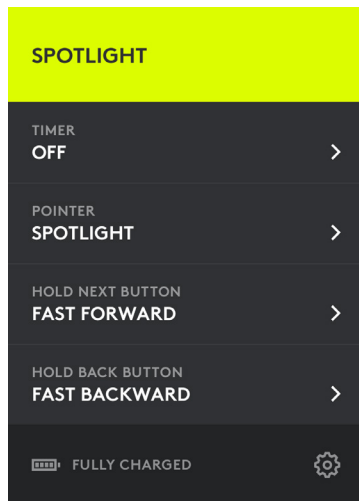 SPOTLIGHT
TIMER
OFF
POINTER
SPOTLIGHT
HOLD NEXT BUTTON
FAST FORWARD
HOLD BACK BUTTON
FAST BACKWARD
FULLY CHARGED